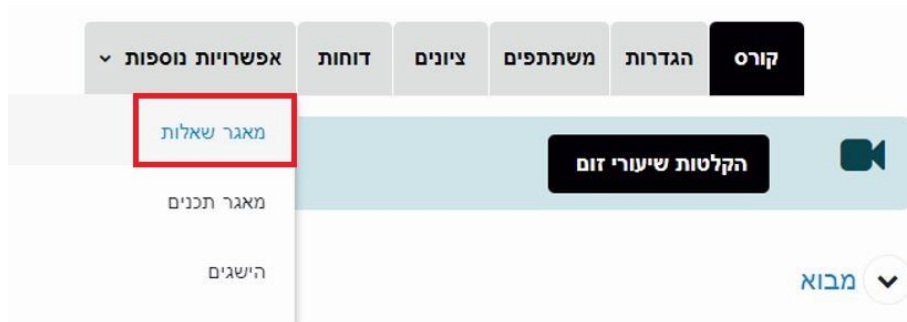 קורס הגדרות משתתפים ציונים דוחות אפשרויות נוספות
מאגר שאלות
הקלטות שיעורי זום
מאגר תכנים
הישגים
מבוא